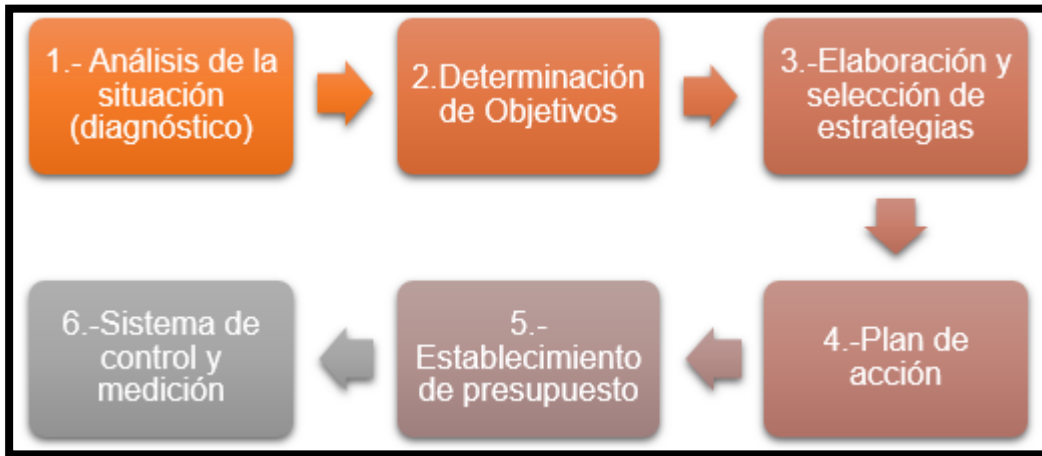 1.- Análisis de la
situación
(diagnóstico)
2.Determinación
de Objetivos
3.-Elaboración y
selección de
estrategias
4.-Plan de
acción
5.-
Establecimiento
de presupuesto
6.-Sistema de
control y
medición